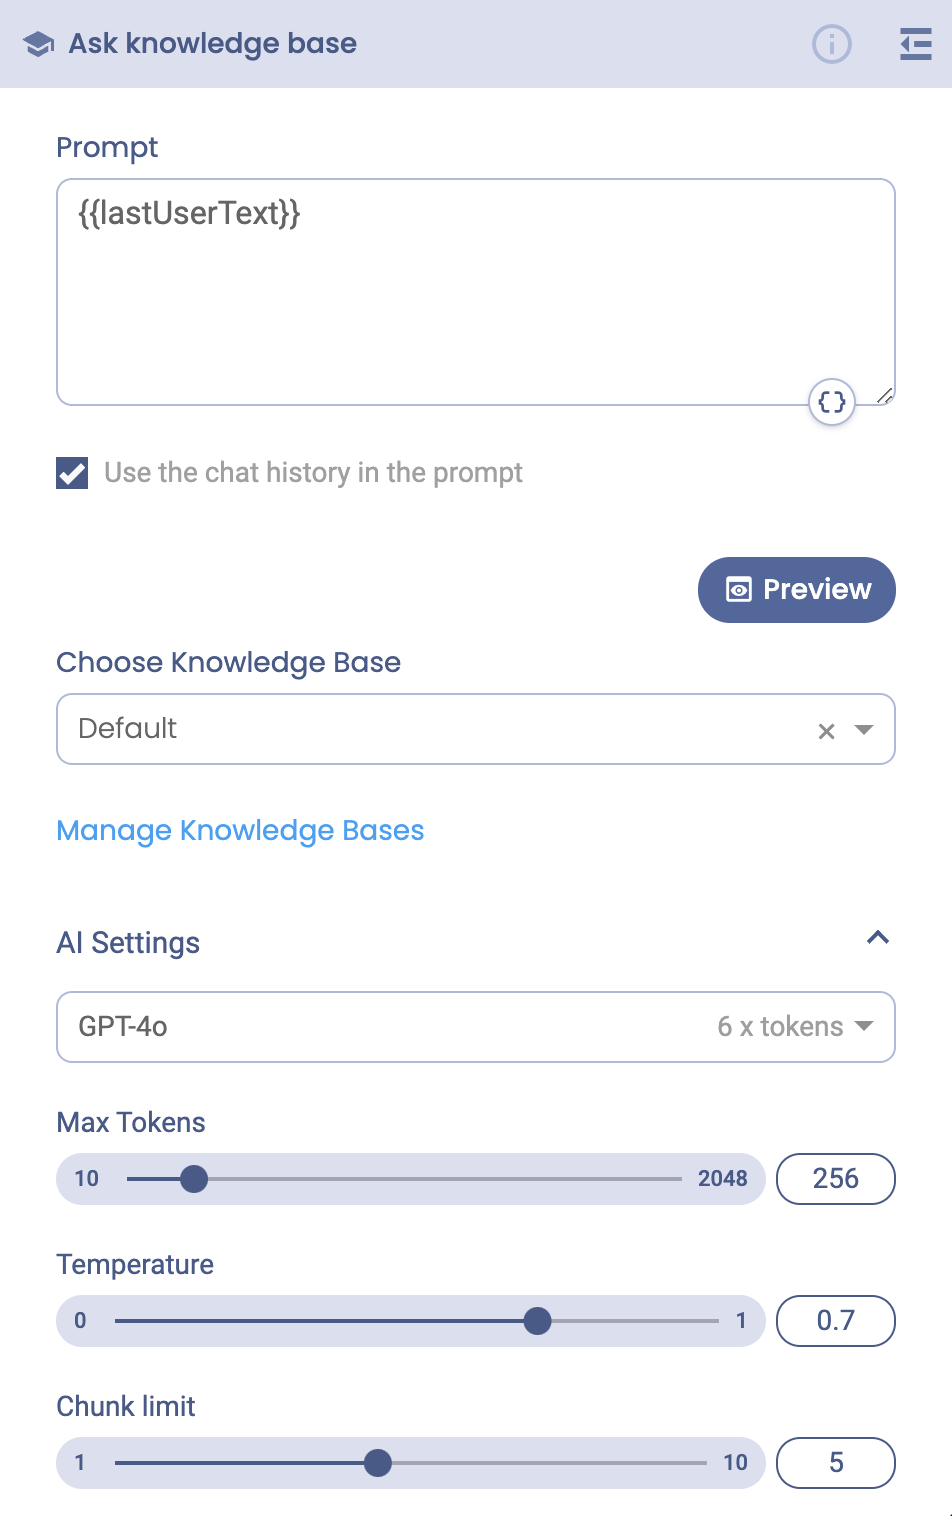 Ask knowledge base
Prompt
{{lastUserText}}
Use the chat history in the prompt
Preview
Choose Knowledge Base
Default
Manage Knowledge Bases
AI Settings
GPT-4o 6 x tokens
Max Tokens
10 2048 256
Temperature
0 1 0.7
Chunk limit
1 10 5